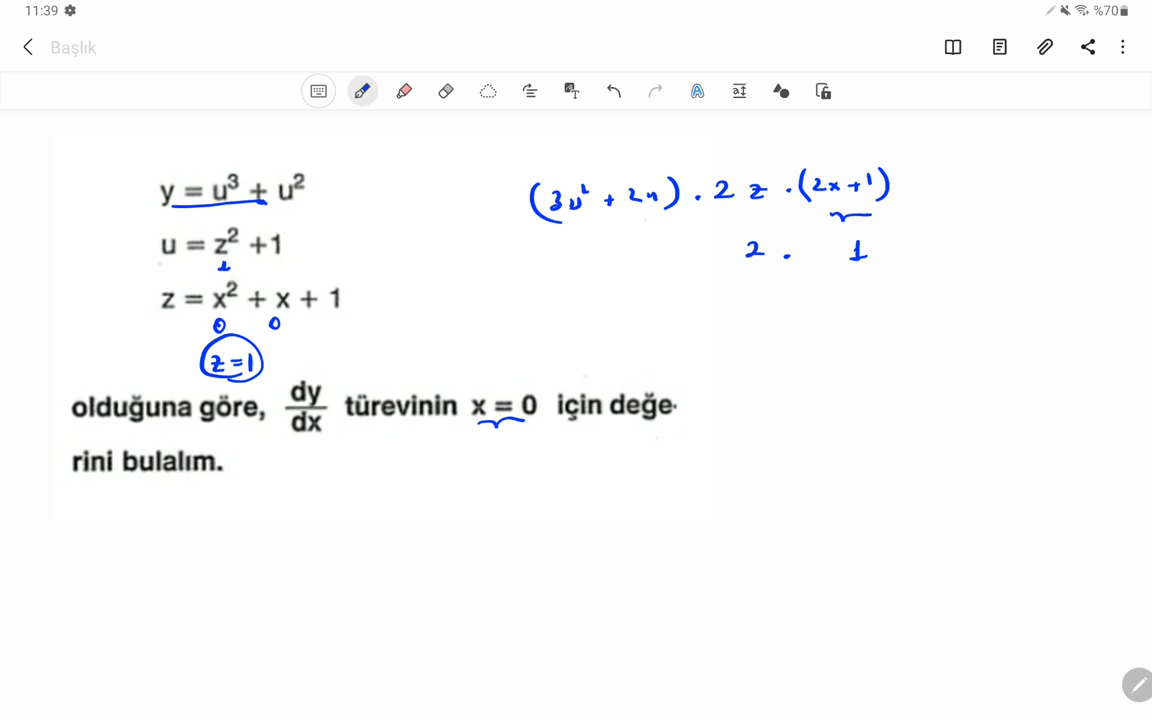 11:39 %70
Başlık
y = u³ + u²
(3u² + 2u) . 2 z . (2x+1)
u = z² +1
2 . 1
1
z = x² + x + 1
0 0
z = 1
olduğuna göre, dy/dx türevinin x = 0 için değe-
rini bulalım.